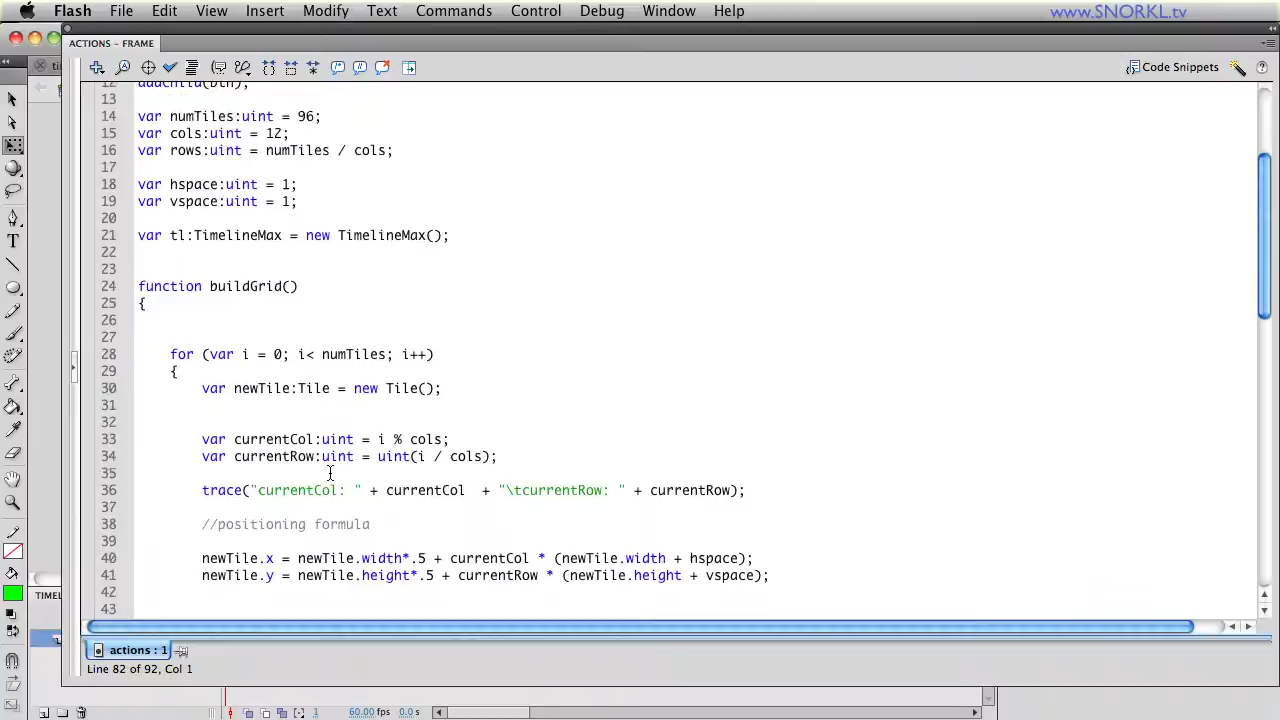 Flash File Edit View Insert Modify Text Commands Control Debug Window Help
www.SNORKL.tv
ACTIONS - FRAME
Code Snippets
12 addChild(btn);
13
14 var numTiles:uint = 96;
15 var cols:uint = 12;
16 var rows:uint = numTiles / cols;
17
18 var hspace:uint = 1;
19 var vspace:uint = 1;
20
21 var tl:TimelineMax = new TimelineMax();
22
23
24 function buildGrid()
25 {
26
27
28 for (var i = 0; i< numTiles; i++)
29 {
30 var newTile:Tile = new Tile();
31
32
33 var currentCol:uint = i % cols;
34 var currentRow:uint = uint(i / cols);
35
36 trace("currentCol: " + currentCol  + "\tcurrentRow: " + currentRow);
37
38 //positioning formula
39
40 newTile.x = newTile.width*.5 + currentCol * (newTile.width + hspace);
41 newTile.y = newTile.height*.5 + currentRow * (newTile.height + vspace);
42
43
TIMEL
actions : 1
Line 82 of 92, Col 1
1 60.00 fps 0.0 s